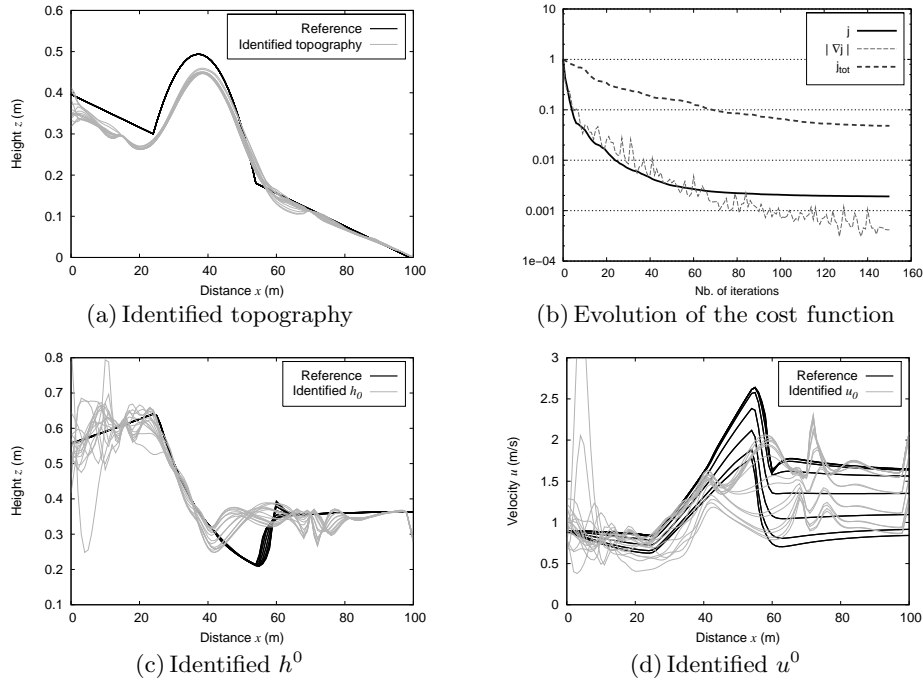 0.6
0.5
0.4
0.3
0.2
0.1
0
0 20 40 60 80 100
Height z (m)
Distance x (m)
Reference
Identified topography
(a) Identified topography
10
1
0.1
0.01
0.001
1e-04
0 20 40 60 80 100 120 140 160
Nb. of iterations
j
| ∇j |
jtot
(b) Evolution of the cost function
0.8
0.7
0.6
0.5
0.4
0.3
0.2
0.1
0 20 40 60 80 100
Height z (m)
Distance x (m)
Reference
Identified h0
(c) Identified h⁰
3
2.5
2
1.5
1
0.5
0
0 20 40 60 80 100
Velocity u (m/s)
Distance x (m)
Reference
Identified u0
(d) Identified u⁰